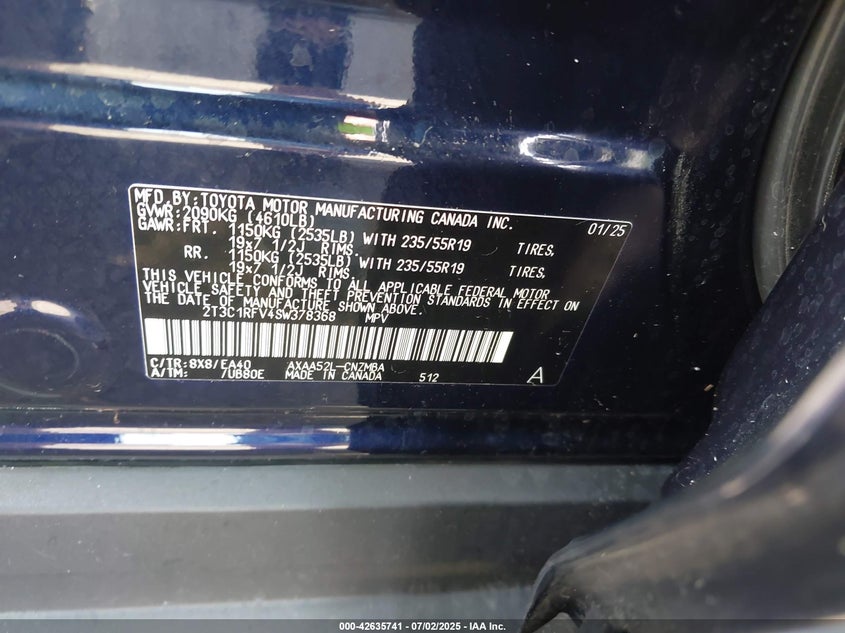 MFD. BY: TOYOTA MOTOR MANUFACTURING CANADA INC.
GVWR: 2090KG (4610LB) 01/25
GAWR: FRT. 1150KG (2535LB) WITH 235/55R19 TIRES,
19x7 1/2J RIMS.
RR. 1150KG (2535LB) WITH 235/55R19 TIRES,
19x7 1/2J RIMS.
THIS VEHICLE CONFORMS TO ALL APPLICABLE FEDERAL MOTOR
VEHICLE SAFETY AND THEFT PREVENTION STANDARDS IN EFFECT ON
THE DATE OF MANUFACTURE SHOWN ABOVE.
2T3C1RFV4SW378368 MPV
C/TR: 8X8/EA40 AXAA52L-CNZMBA
A/TM: /UB80E MADE IN CANADA 512 A
000-42635741 - 07/02/2025 - IAA Inc.